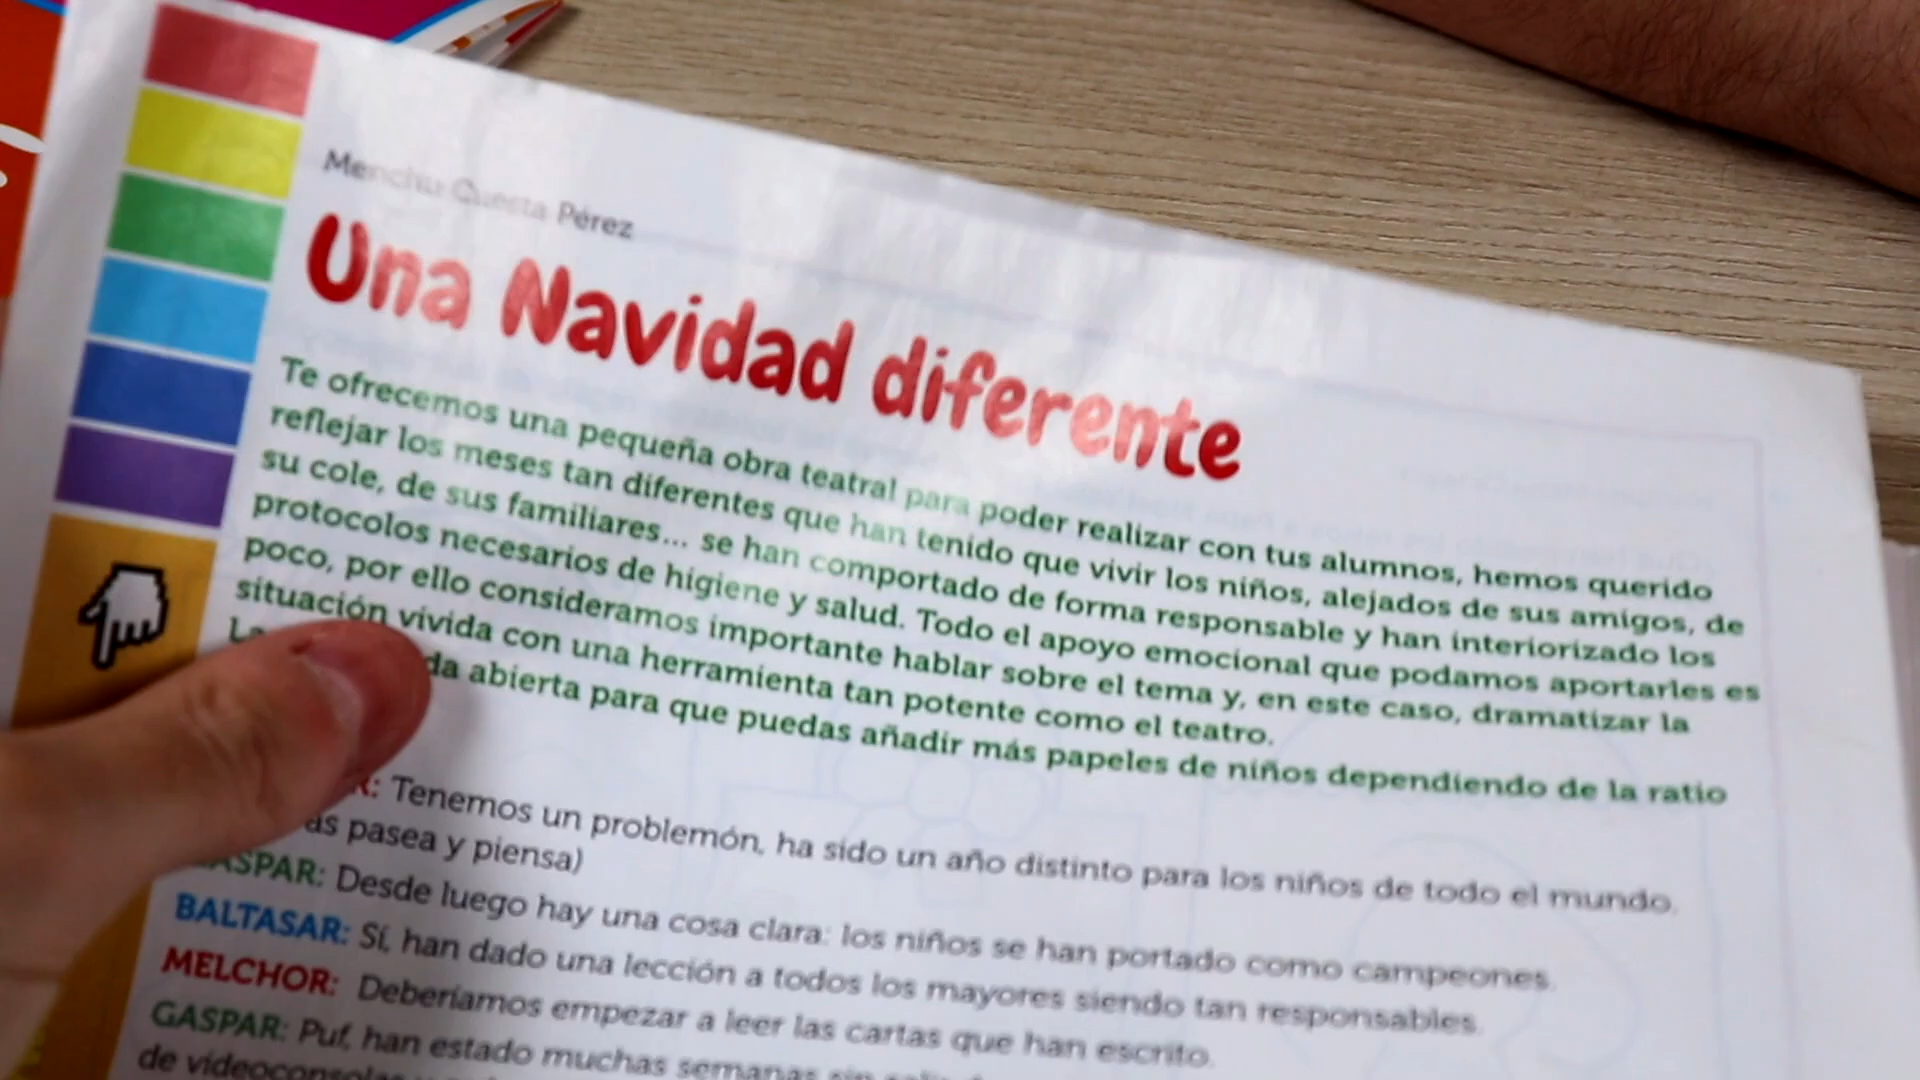 Menchu Questa Pérez
Una Navidad diferente
Te ofrecemos una pequeña obra teatral para poder realizar con tus alumnos, hemos querido
reflejar los meses tan diferentes que han tenido que vivir los niños, alejados de sus amigos, de
su cole, de sus familiares... se han comportado de forma responsable y han interiorizado los
protocolos necesarios de higiene y salud. Todo el apoyo emocional que podamos aportarles es
poco, por ello consideramos importante hablar sobre el tema y, en este caso, dramatizar la
situación vivida con una herramienta tan potente como el teatro.
La da abierta para que puedas añadir más papeles de niños dependiendo de la ratio
R: Tenemos un problemón, ha sido un año distinto para los niños de todo el mundo.
as pasea y piensa)
GASPAR: Desde luego hay una cosa clara: los niños se han portado como campeones.
BALTASAR: Sí, han dado una lección a todos los mayores siendo tan responsables.
MELCHOR: Deberíamos empezar a leer las cartas que han escrito.
GASPAR: Puf, han estado muchas semanas sin
de videoconsolas